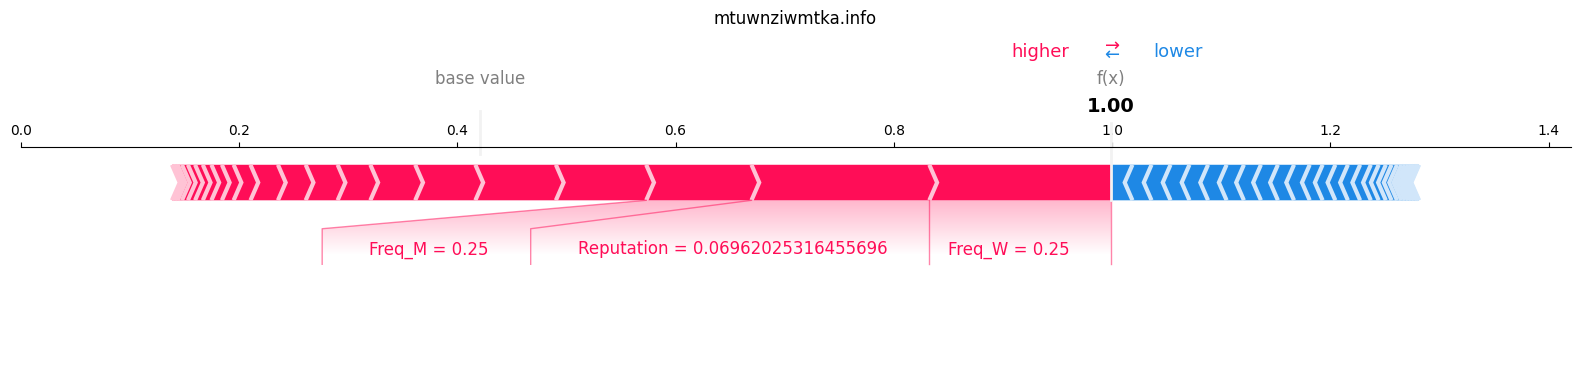 mtuwnziwmtka.info
higher → ← lower
base value f(x)
1.00
0.0 0.2 0.4 0.6 0.8 1.0 1.2 1.4
Freq_M = 0.25 Reputation = 0.06962025316455696 Freq_W = 0.25